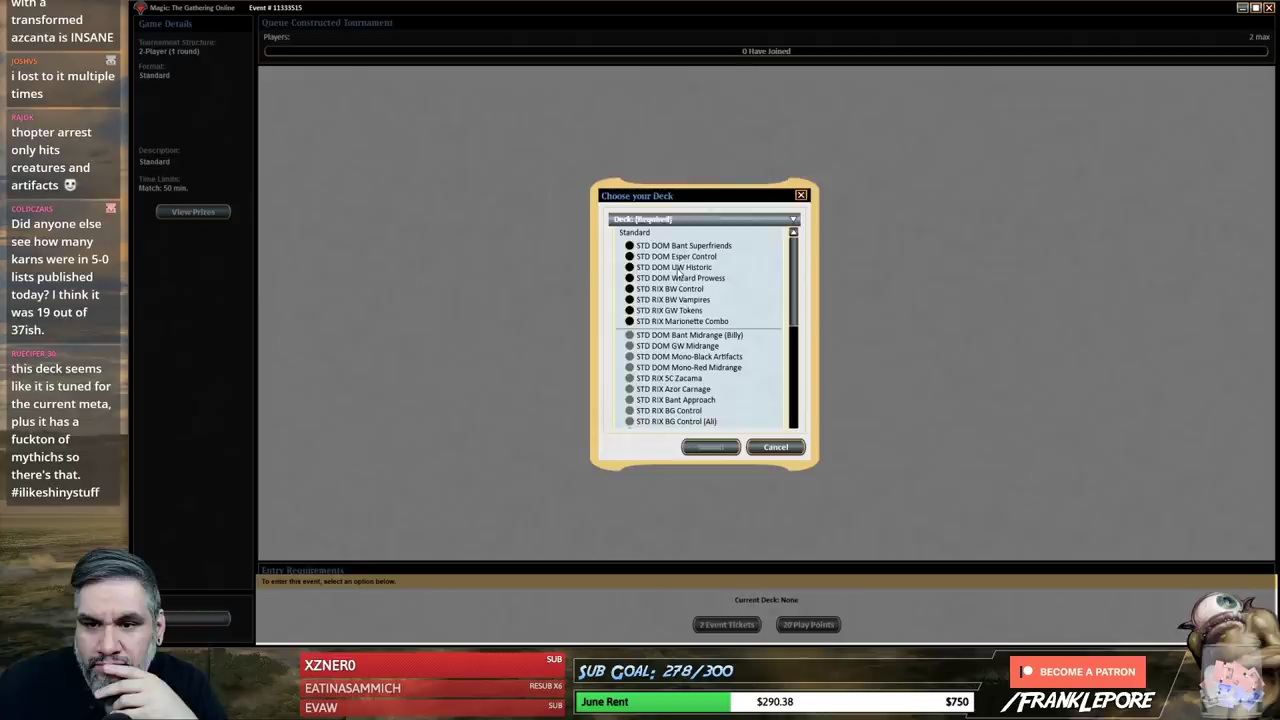 with a
transformed
azcanta is INSANE
JOSHVS
i lost to it multiple
times
RAJOK
thopter arrest
only hits
creatures and
artifacts
COLDCZARS
Did anyone
else see how many
karns were in 5-0
lists published
today? I think it
was 19 out of
37ish.
RUECIFER 30
this deck seems
like it is tuned for
the current meta,
plus it has a
fuckton of
mythichs so
there's that.
#ilikeshinystuff
Magic: The Gathering Online Event # 11333515
Game Details
Tournament Structure:
2-Player (1 round)
Format:
Standard
Description:
Standard
Time Limits:
Match: 50 min.
View Prices
Queue Constructed Tournament
Players:
2 max
0 Have Joined
Choose your Deck
Deck: (Required)
Standard
STD DOM Bant Superfriends
STD DOM Esper Control
STD DOM UW Historic
STD DOM Wizard Prowess
STD RIX BW Control
STD RIX BW Vampires
STD RIX GW Tokens
STD RIX Marionette Combo
STD DOM Bant Midrange (Billy)
STD DOM GW Midrange
STD DOM Mono-Black Artifacts
STD DOM Mono-Red Midrange
STD RIX 5C Zacama
STD RIX Azor Carnage
STD RIX Bant Approach
STD RIX BG Control
STD RIX BG Control (Ali)
Submit
Cancel
Entry Requirements
To enter this event, select an option below.
Current Deck: None
2 Event Tickets
20 Play Points
XZNER0 SUB
EATINASSAMMICH RESUB X6
EVAW SUB
SUB GOAL: 278/300
June Rent $290.38 $750
BECOME A PATRON
/FRANKLEPORE